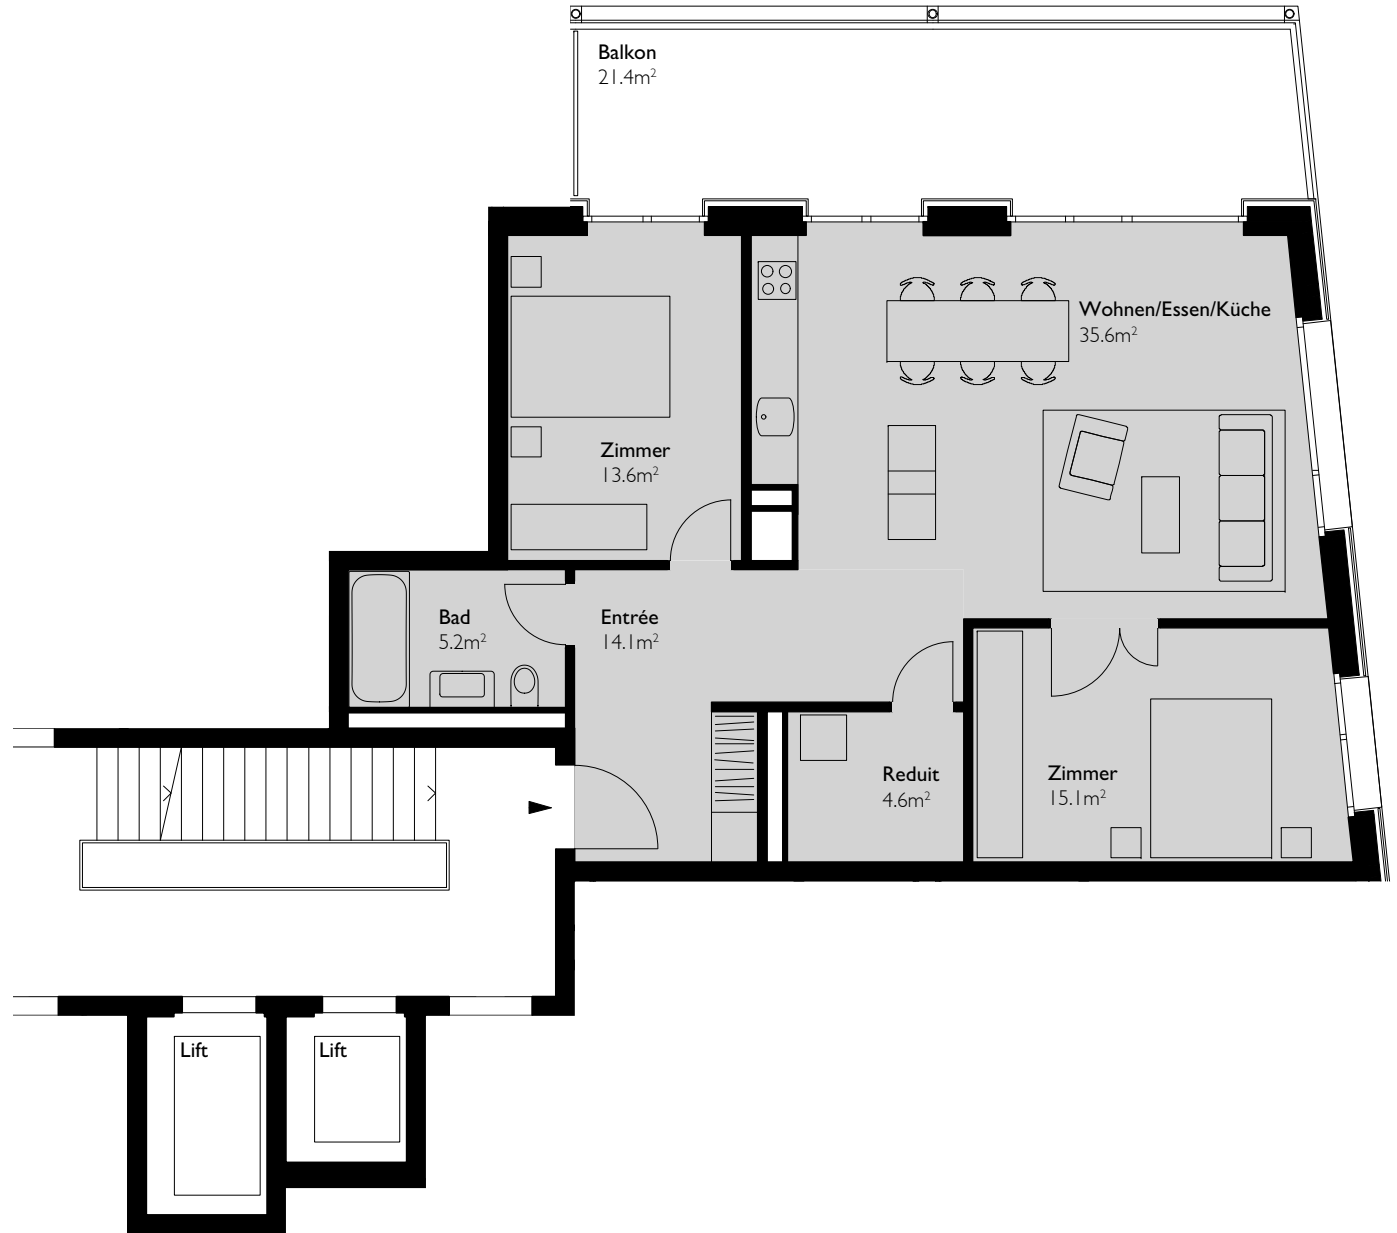 Balkon
21.4m²
Wohnen/Essen/Küche
35.6m²
Zimmer
13.6m²
Bad
5.2m²
Entrée
14.1m²
Reduit
4.6m²
Zimmer
15.1m²
Lift
Lift